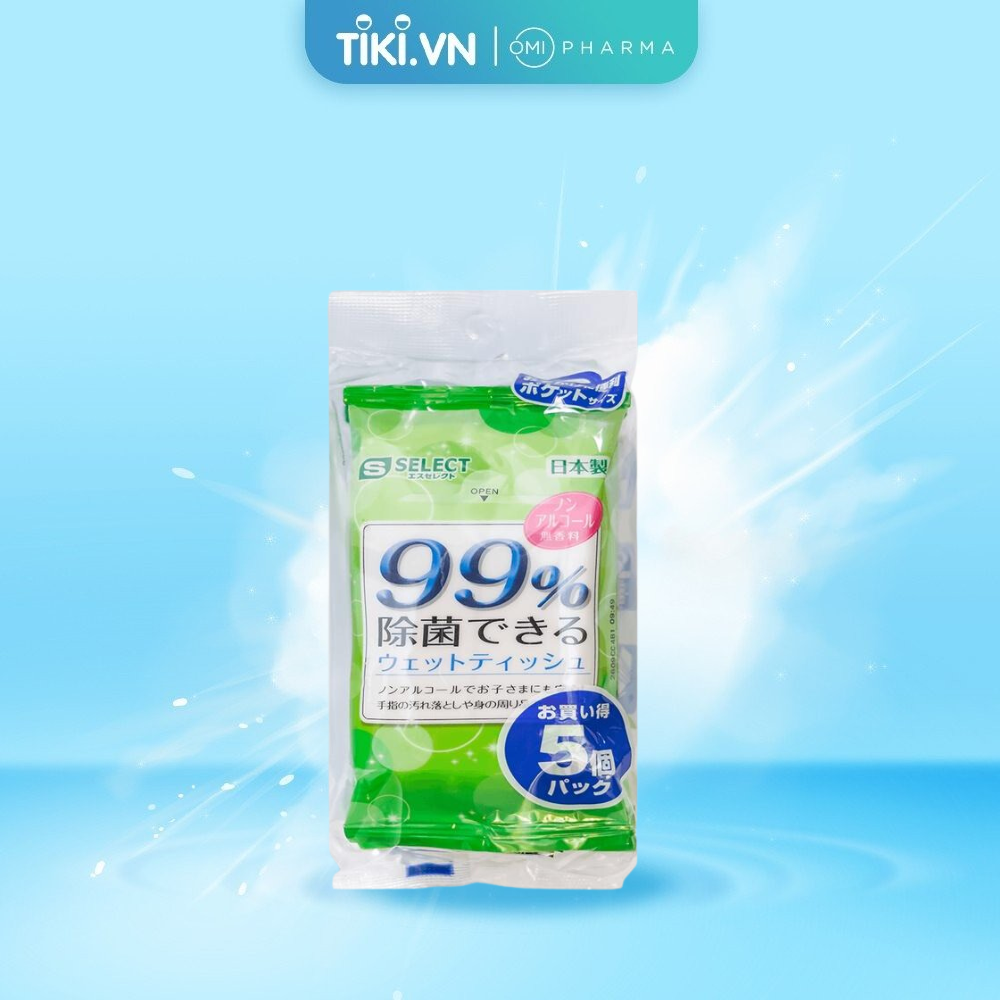 TIKI.VN | OMI PHARMA
ポケットサイズ
S SELECT
エスセレクト
日本製
OPEN
ノン
アルコール
無香料
99%
除菌できる
ウェットティッシュ
ノンアルコールでお子さまにも
手指の汚れ落としや身の周り
お買い得
5個
パック